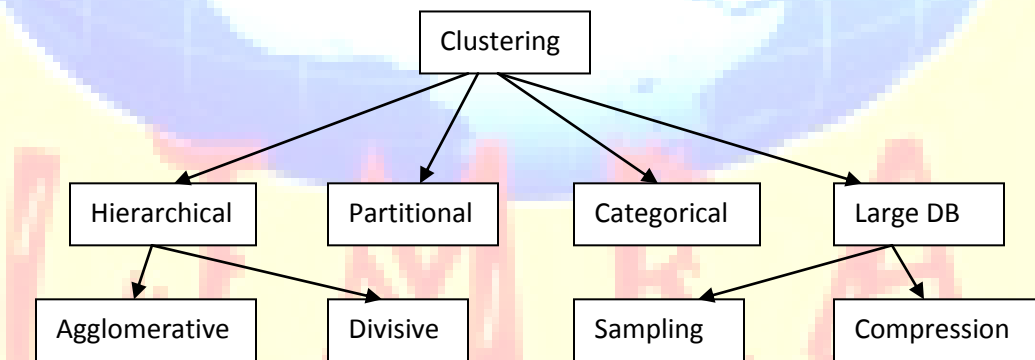 Clustering
Hierarchical
Partitional
Categorical
Large DB
Agglomerative
Divisive
Sampling
Compression